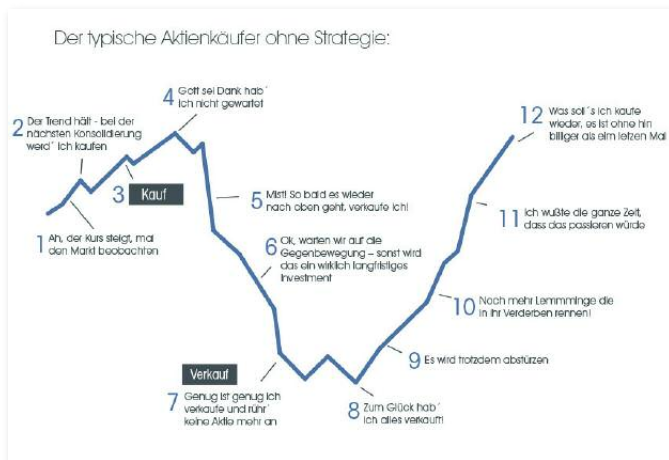 Der typische Aktienkäufer ohne Strategie:
1 Ah, der Kurs steigt, mal
den Markt beobachten
2 Der Trend hält - bei der
nächsten Konsolidierung
werd´ ich kaufen
3 Kauf
4 Gott sei Dank hab´
ich nicht gewartet
5 Mist! So bald es wieder
nach oben geht, verkaufe ich!
6 Ok, warten wir auf die
Gegenbewegung – sonst wird
das ein wirklich langfristiges
Investment
Verkauf
7 Genug ist genug ich
verkaufe und rühr´
keine Aktie mehr an
8 Zum Glück hab´
ich alles verkauft!
9 Es wird trotzdem abstürzen
10 Noch mehr Lemmminge die
in ihr Verderben rennen!
11 Ich wußte die ganze Zeit,
dass das passieren würde
12 Was soll´s ich kaufe
wieder, es ist ohne hin
billiger als eim letzen Mal